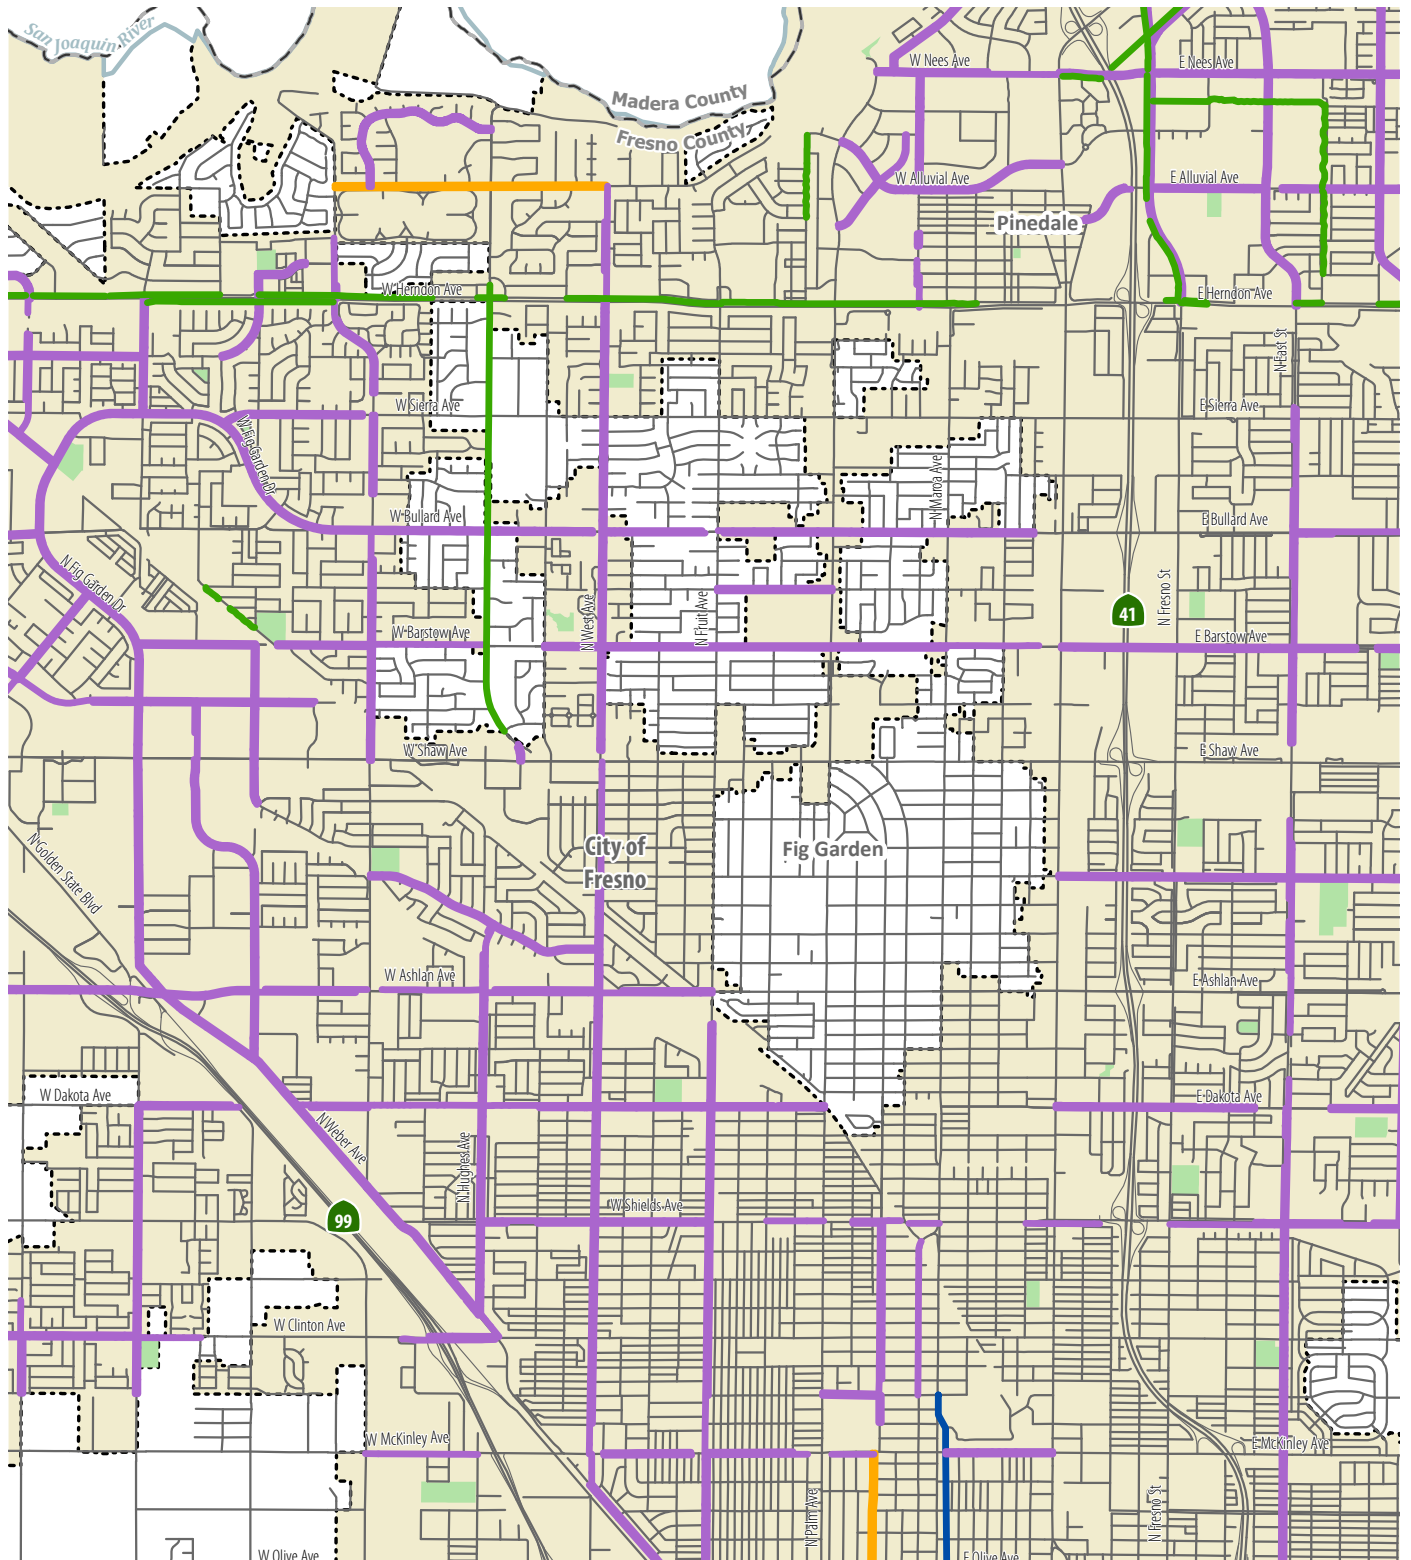 San Joaquin River
W Nees Ave
E Nees Ave
Madera County
Fresno County
W Alluvial Ave
E Alluvial Ave
Pinedale
W Herndon Ave
E Herndon Ave
N East St
W Sierra Ave
E Sierra Ave
W Fig Garden Dr
N Maroa Ave
W Bullard Ave
E Bullard Ave
N Fig Garden Dr
N Fresno St
41
N West Ave
N Fruit Ave
W Barstow Ave
E Barstow Ave
W Shaw Ave
E Shaw Ave
N Golden State Blvd
City of
Fresno
Fig Garden
W Ashlan Ave
E Ashlan Ave
W Dakota Ave
E Dakota Ave
N Weber Ave
N Hughes Ave
W Shields Ave
99
W Clinton Ave
W McKinley Ave
E McKinley Ave
N Palm Ave
N Fresno St
W Olive Ave
E Olive Ave